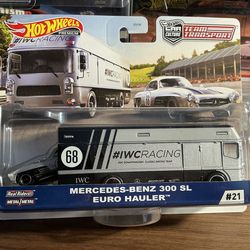 Hot Wheels
PREMIUM
#IWCRACING
CAR
CULTURE
TEAM
TRANSPORT
68
#IWCRACING
IWC
MERCEDES-BENZ 300 SL
EURO HAULER™
Real Riders
METAL/METAL
#21